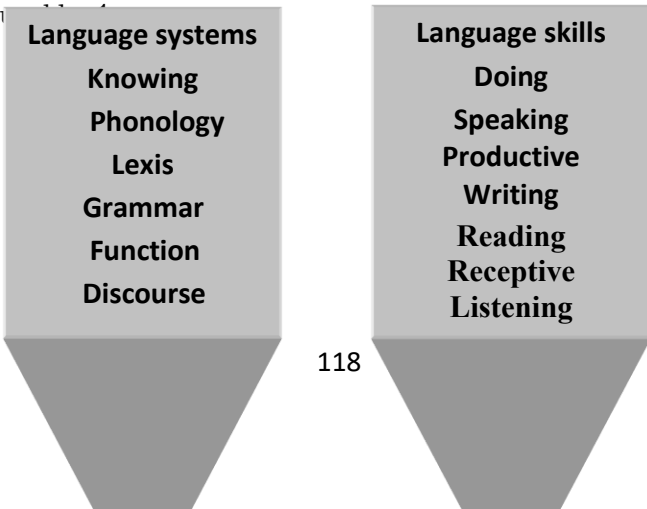 Language systems
Knowing
Phonology
Lexis
Grammar
Function
Discourse
Language skills
Doing
Speaking
Productive
Writing
Reading
Receptive
Listening
118